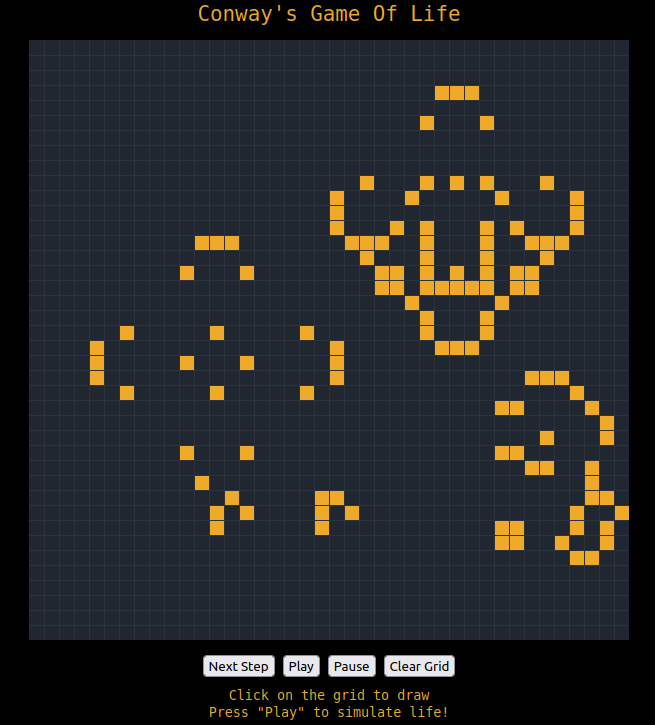 Conway's Game Of Life
Next Step Play Pause Clear Grid
Click on the grid to draw
Press "Play" to simulate life!